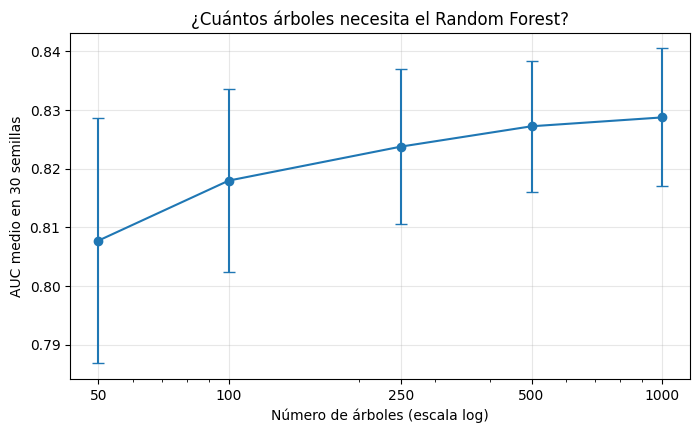 ¿Cuántos árboles necesita el Random Forest?
0.84
0.83
0.82
0.81
0.80
0.79
AUC medio en 30 semillas
50 100 250 500 1000
Número de árboles (escala log)